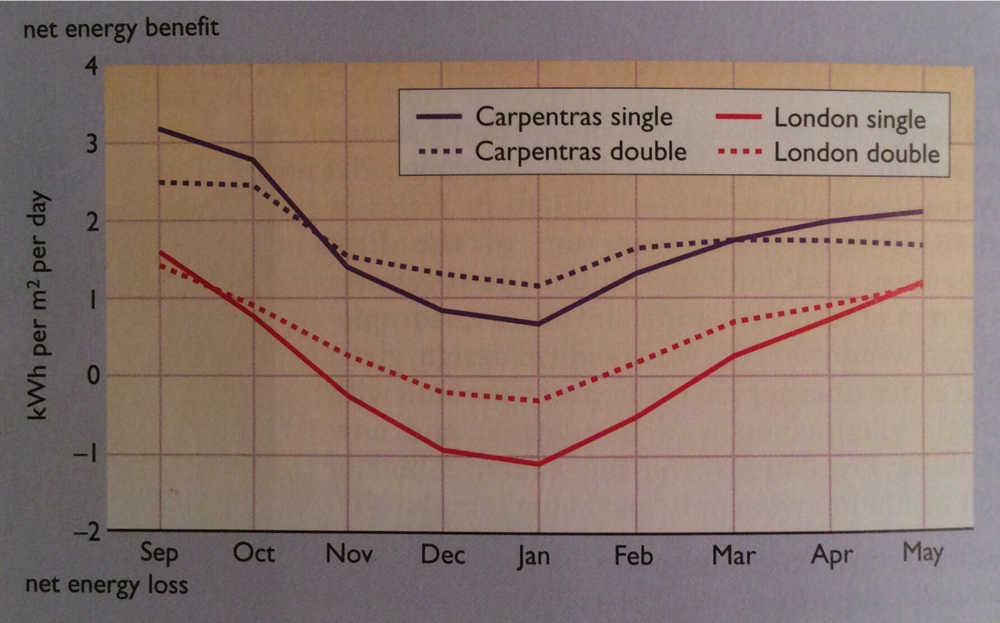 net energy benefit
4
3
2
1
0
–1
–2
kWh per m² per day
Carpentras single
London single
Carpentras double
London double
Sep Oct Nov Dec Jan Feb Mar Apr May
net energy loss